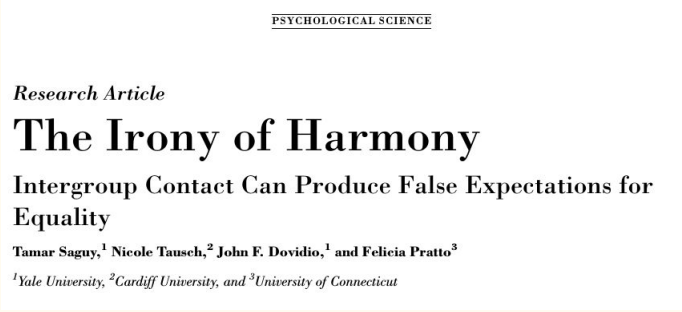 PSYCHOLOGICAL SCIENCE
Research Article
The Irony of Harmony
Intergroup Contact Can Produce False Expectations for
Equality
Tamar Saguy,¹ Nicole Tausch,² John F. Dovidio,¹ and Felicia Pratto³
¹Yale University, ²Cardiff University, and ³University of Connecticut